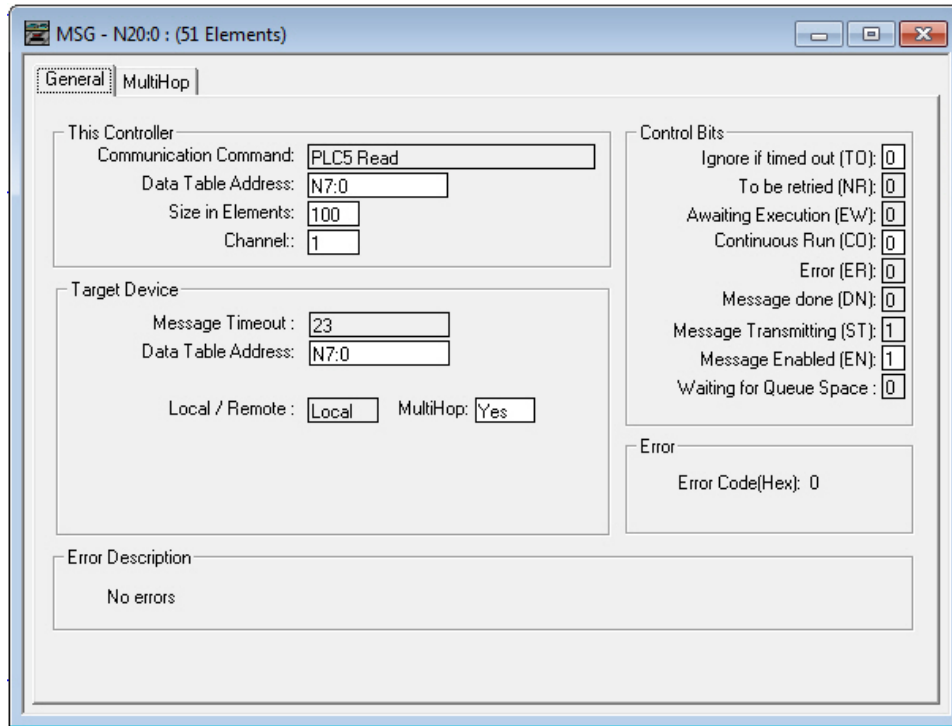 MSG - N20:0 : (51 Elements)
General MultiHop
This Controller
Communication Command: PLC5 Read
Data Table Address: N7:0
Size in Elements: 100
Channel:: 1
Target Device
Message Timeout : 23
Data Table Address: N7:0
Local / Remote : Local MultiHop: Yes
Control Bits
Ignore if timed out (TO): 0
To be retried (NR): 0
Awaiting Execution (EW): 0
Continuous Run (CO): 0
Error (ER): 0
Message done (DN): 0
Message Transmitting (ST): 1
Message Enabled (EN): 1
Waiting for Queue Space : 0
Error
Error Code(Hex): 0
Error Description
No errors